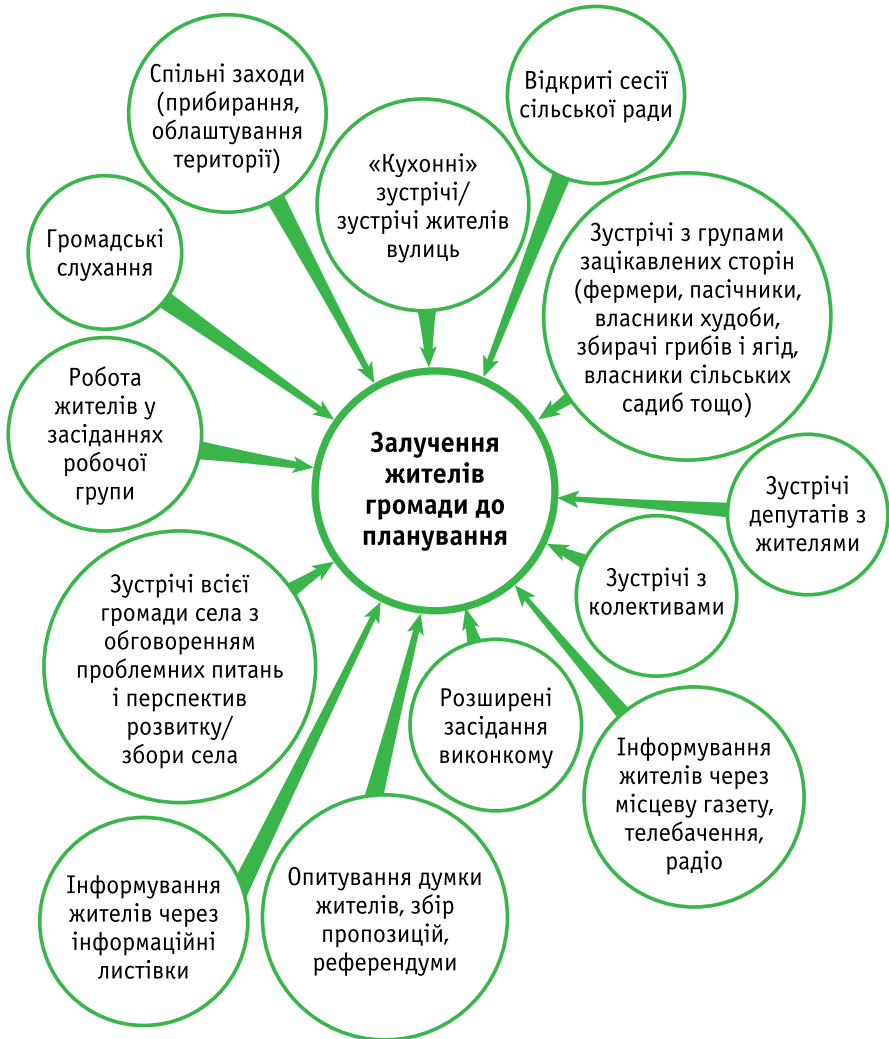 Спільні заходи
(прибирання,
облаштування
території)
Відкриті сесії
сільської ради
«Кухонні»
зустрічі/
зустрічі жителів
вулиць
Громадські
слухання
Зустрічі з групами
зацікавлених сторін
(фермери, пасічники,
власники худоби,
збирачі грибів і ягід,
власники сільських
садиб тощо)
Робота
жителів у
засіданнях
робочої
групи
Залучення
жителів
громади до
планування
Зустрічі
депутатів з
жителями
Зустрічі з
колективами
Зустрічі всієї
громади села з
обговоренням
проблемних питань
і перспектив
розвитку/
збори села
Розширені
засідання
виконкому
Інформування
жителів через
місцеву газету,
телебачення,
радіо
Інформування
жителів через
інформаційні
листівки
Опитування думки
жителів, збір
пропозицій,
референдуми